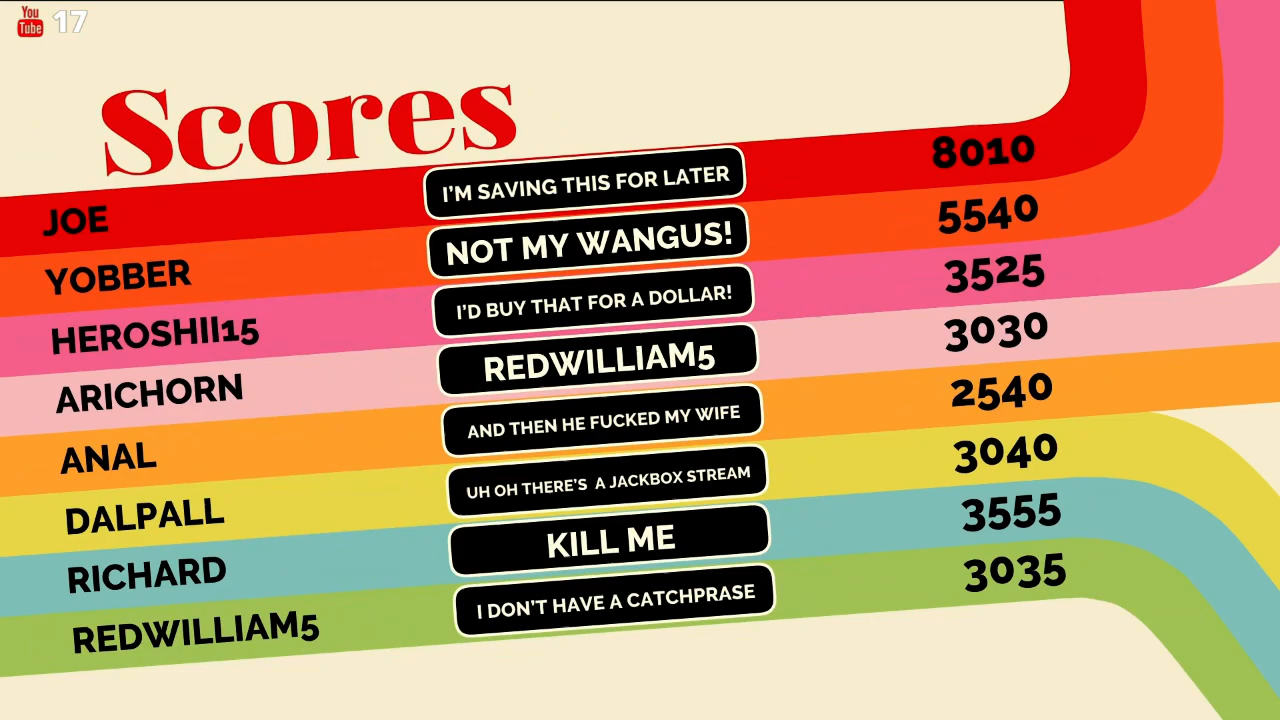 You
Tube 17
Scores
JOE I'M SAVING THIS FOR LATER 8010
YOBBER NOT MY WANGUS! 5540
HEROSHII15 I'D BUY THAT FOR A DOLLAR! 3525
ARICHORN REDWILLIAM5 3030
ANAL AND THEN HE FUCKED MY WIFE 2540
DALPALL UH OH THERE'S A JACKBOX STREAM 3040
RICHARD KILL ME 3555
REDWILLIAM5 I DON'T HAVE A CATCHPRASE 3035